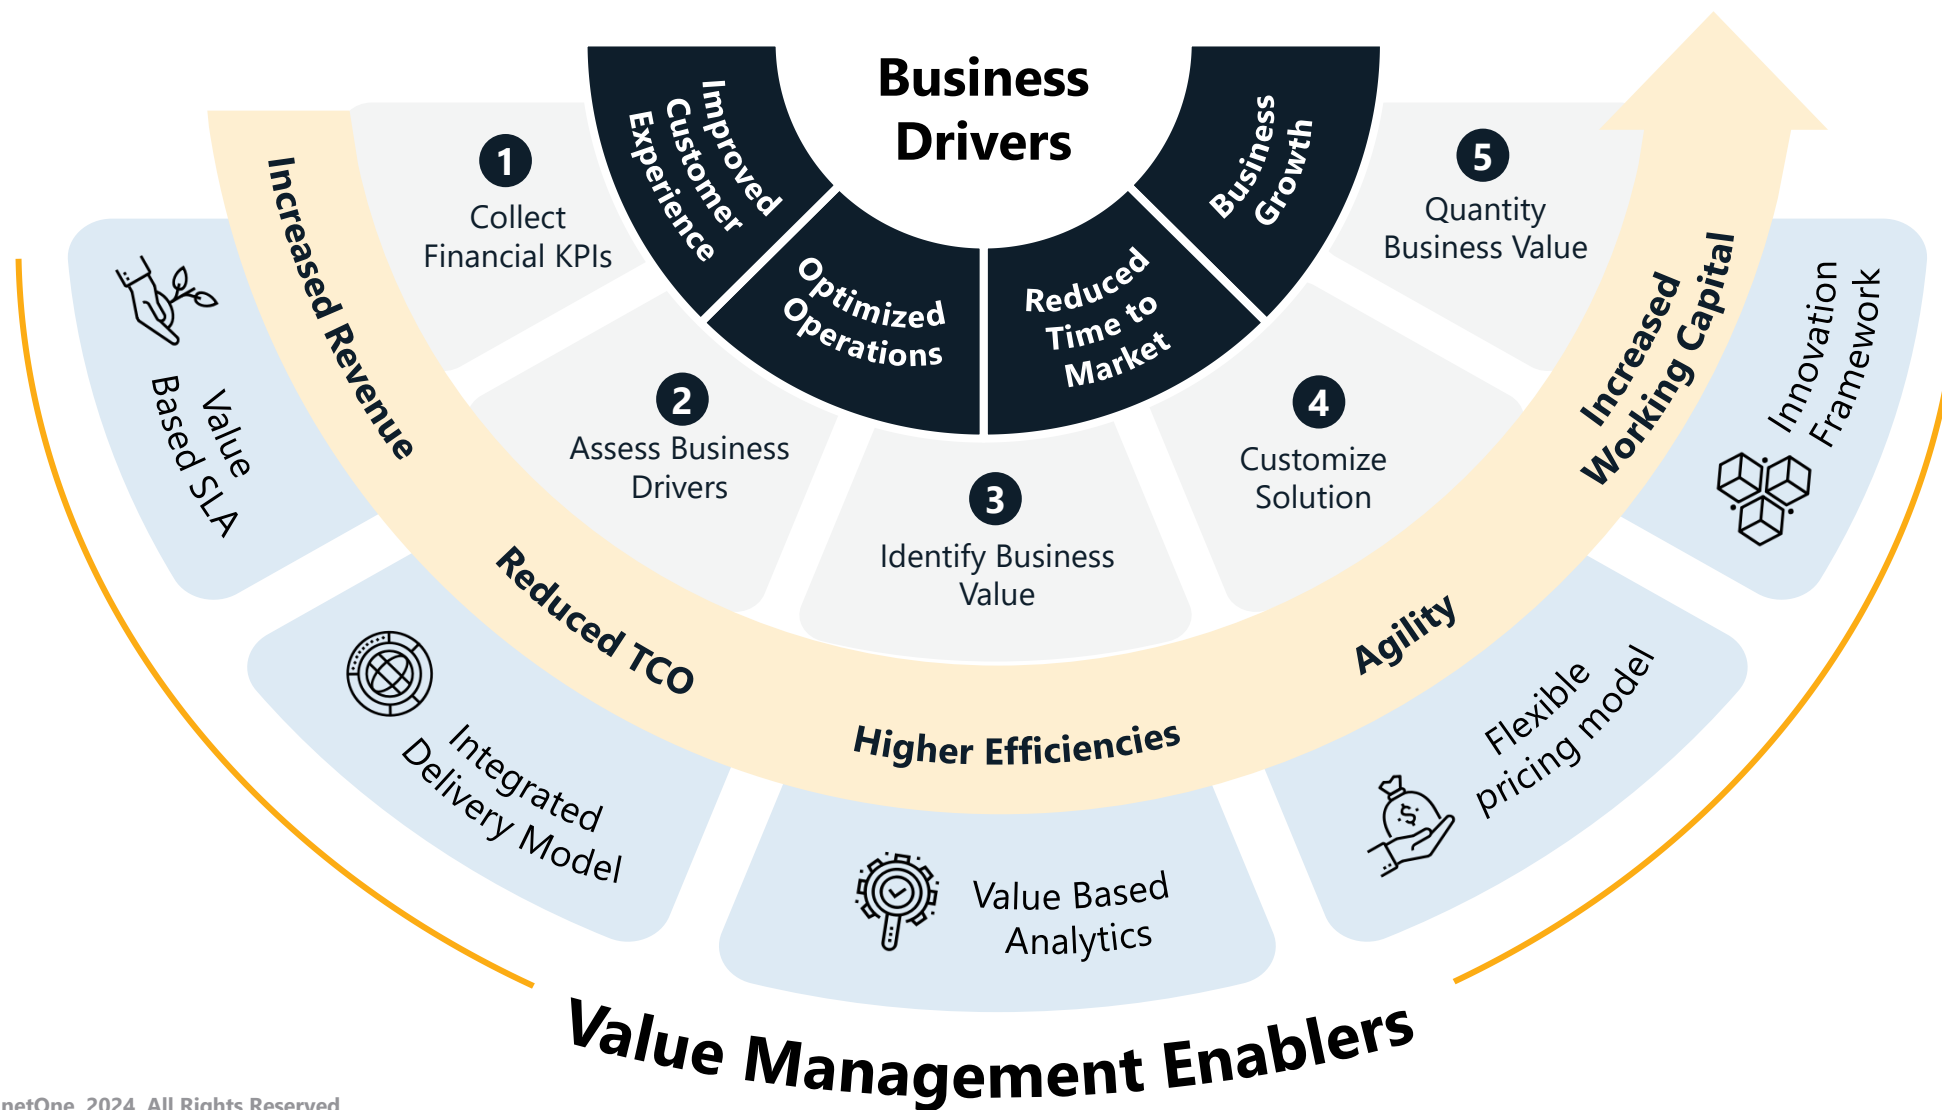 Business
Drivers
Improved
Customer
Experience
Optimized
Operations
Reduced
Time to
Market
Business
Growth
1
Collect
Financial KPIs
2
Assess Business
Drivers
3
Identify Business
Value
4
Customize
Solution
5
Quantity
Business Value
Increased Revenue
Reduced TCO
Higher Efficiencies
Agility
Increased
Working Capital
Value
Based SLA
Integrated
Delivery Model
Value Based
Analytics
$
Flexible
pricing model
Innovation
Framework
Value Management Enablers
netOne, 2024. All Rights Reserved